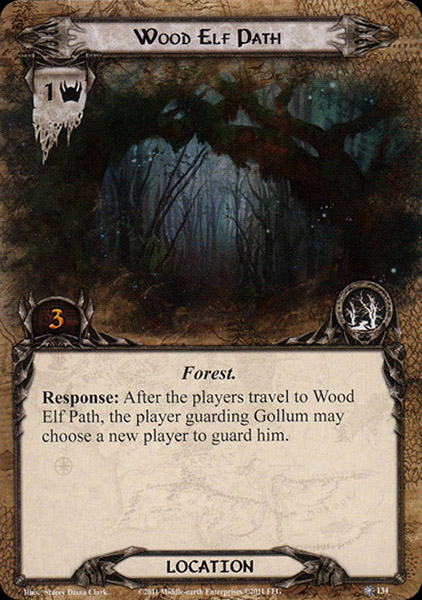 Wood Elf Path
1
3
Forest.
Response: After the players travel to Wood
Elf Path, the player guarding Gollum may
choose a new player to guard him.
LOCATION
Illus. Stacey Diana Clark ©2011 Middle-earth Enterprises ©2011 FFG 134